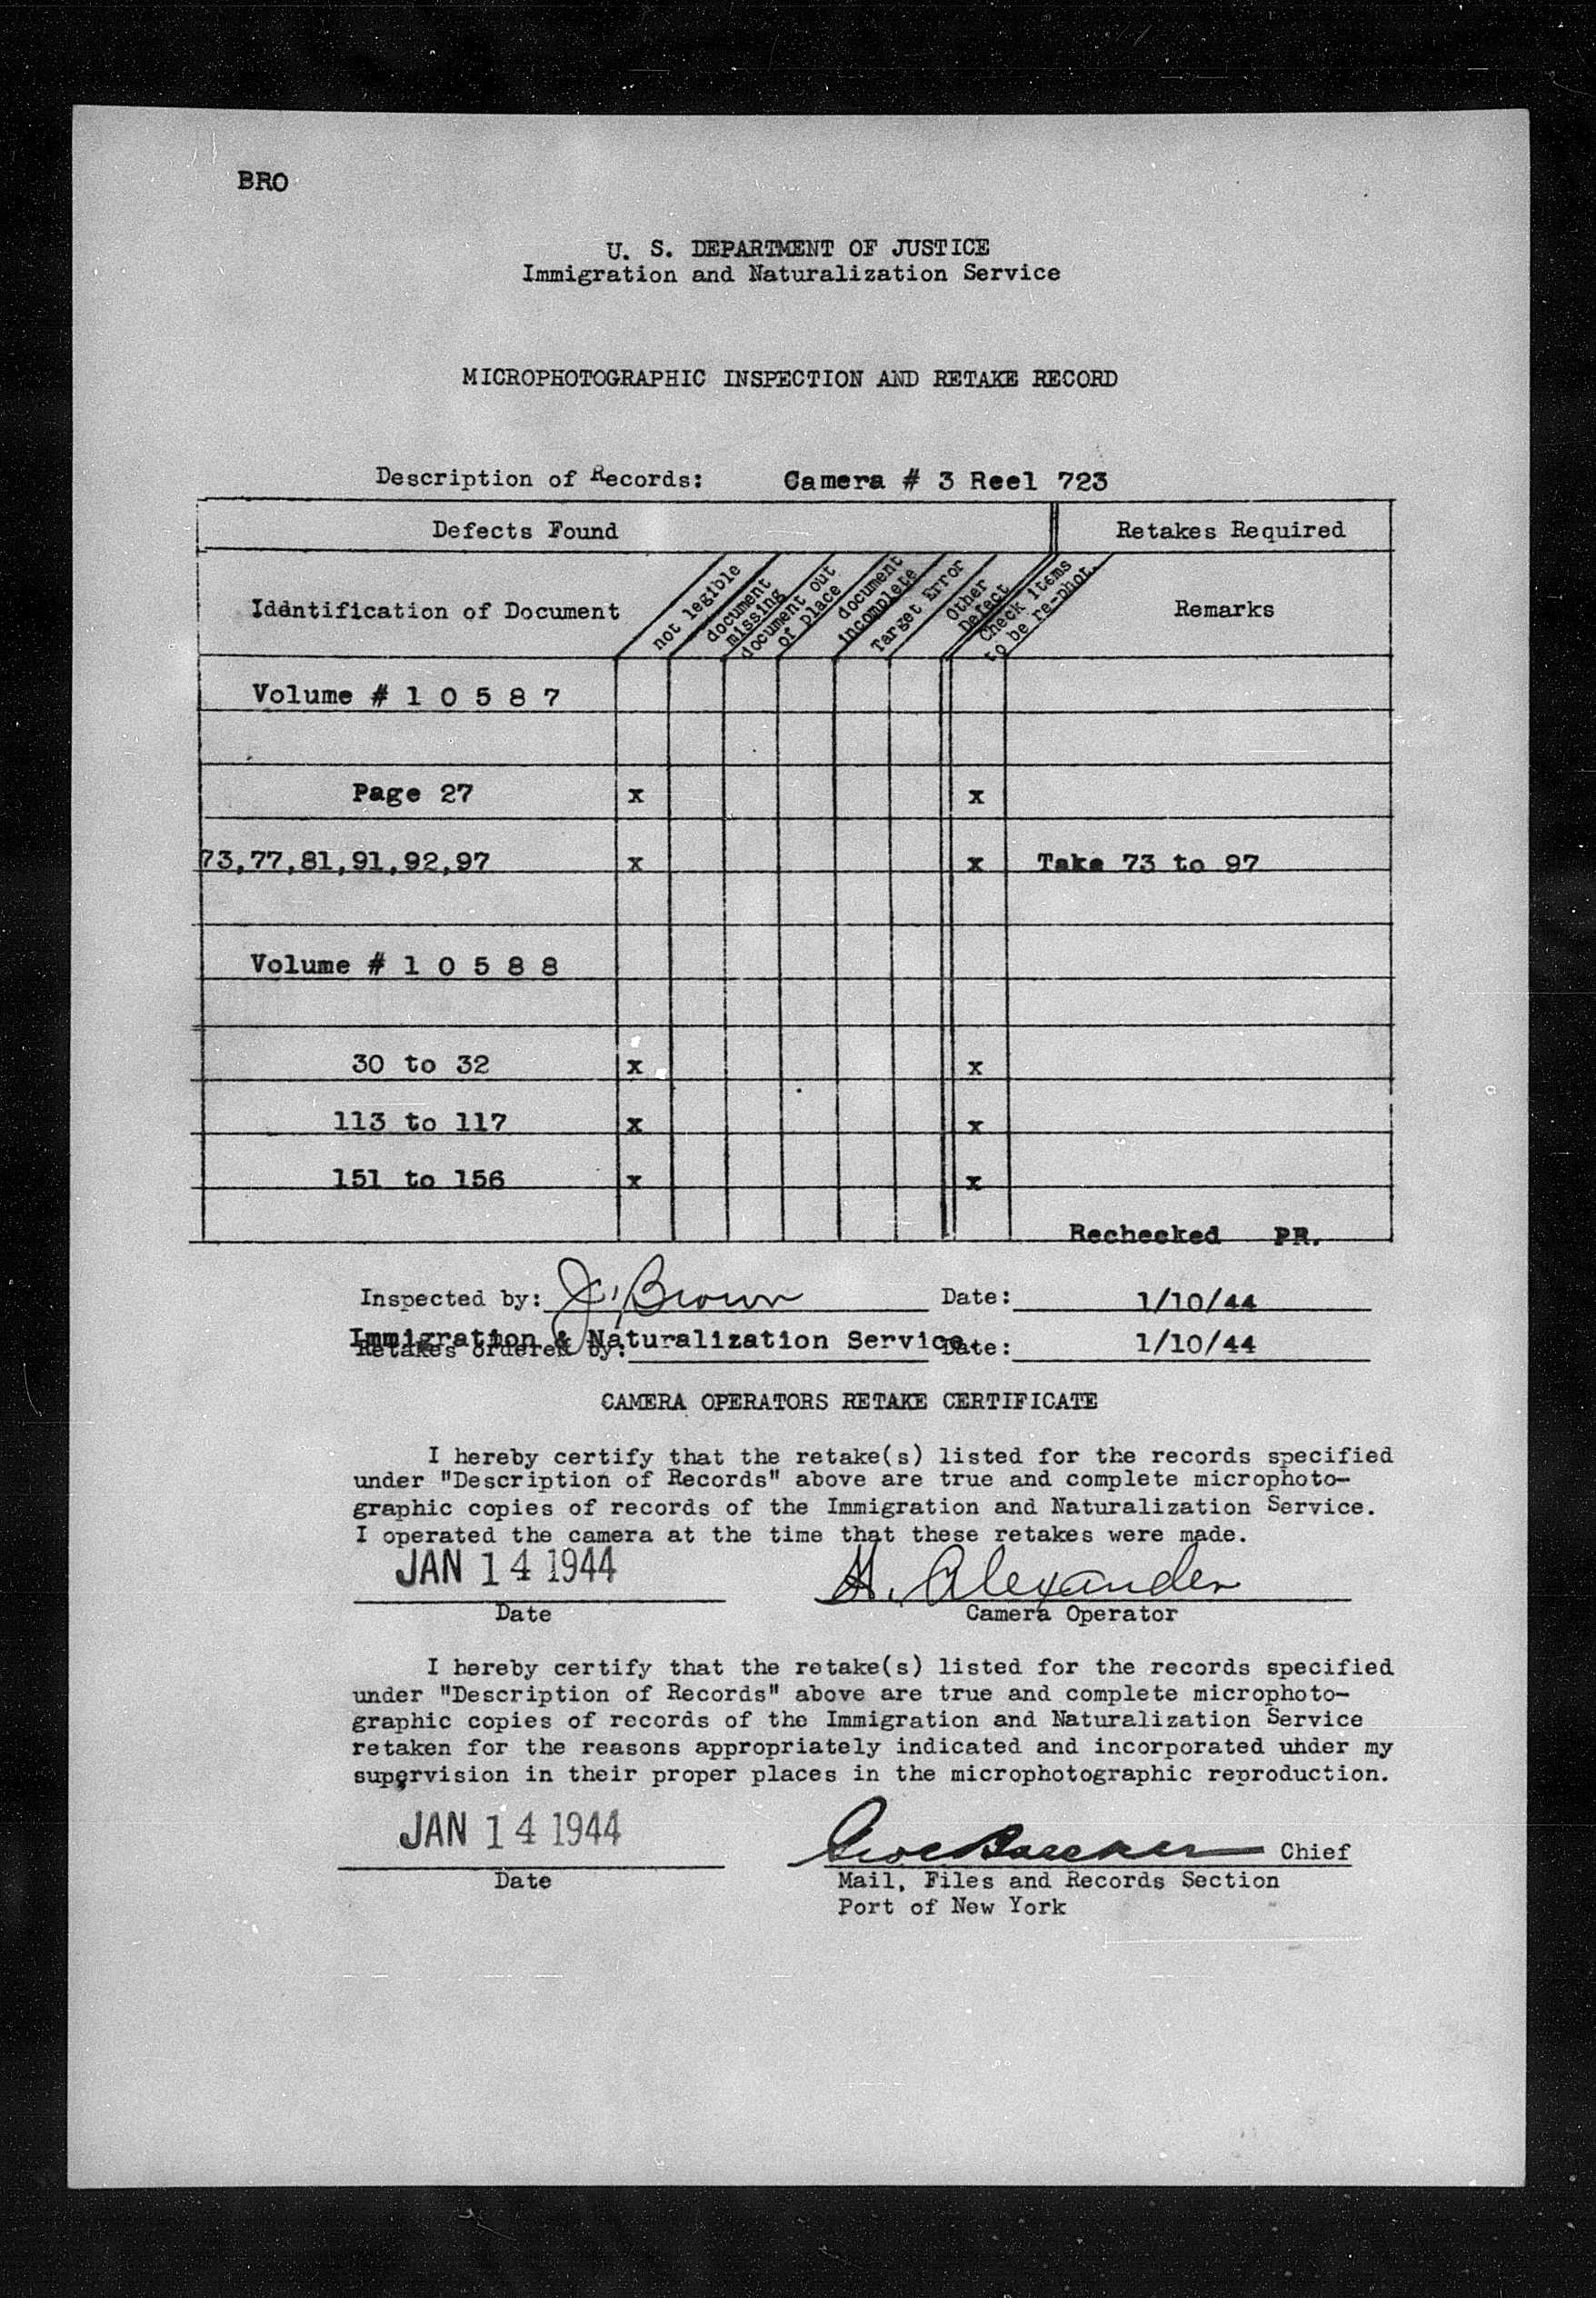 BRO
U. S. DEPARTMENT OF JUSTICE
Immigration and Naturalization Service
MICROPHOTOGRAPHIC INSPECTION AND RETAKE RECORD
Description of Records: Camera # 3 Reel 723
Defects Found Retakes Required
Identification of Document
not legible
document
missing
document out
of place
document
incomplete
Target Error
Other
Defect
Check items
to be re-phot.
Remarks
Volume # 1 0 5 8 7
Page 27 x x
73,77,81,91,92,97 x x Take 73 to 97
Volume # 1 0 5 8 8
30 to 32 x x
113 to 117 x x
151 to 156 x x
Rechecked PR.
Inspected by: J. Brown Date: 1/10/44
Immigration & Naturalization Service
Retakes ordered by: Date: 1/10/44
CAMERA OPERATORS RETAKE CERTIFICATE
I hereby certify that the retake(s) listed for the records specified
under "Description of Records" above are true and complete microphoto-
graphic copies of records of the Immigration and Naturalization Service.
I operated the camera at the time that these retakes were made.
JAN 14 1944 H. Alexander
Date Camera Operator
I hereby certify that the retake(s) listed for the records specified
under "Description of Records" above are true and complete microphoto-
graphic copies of records of the Immigration and Naturalization Service
retaken for the reasons appropriately indicated and incorporated under my
supervision in their proper places in the microphotographic reproduction.
JAN 14 1944 Chief
Date Mail, Files and Records Section
Port of New York